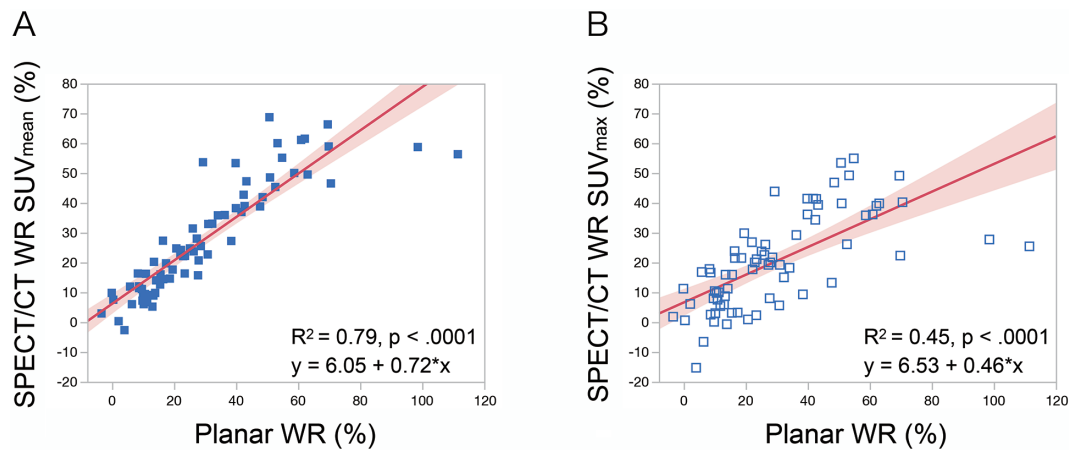 A
SPECT/CT WR SUVmean (%)
80
70
60
50
40
30
20
10
0
-10
-20
R² = 0.79, p < .0001
y = 6.05 + 0.72*x
0 20 40 60 80 100 120
Planar WR (%)
B
SPECT/CT WR SUVmax (%)
80
70
60
50
40
30
20
10
0
-10
-20
R² = 0.45, p < .0001
y = 6.53 + 0.46*x
0 20 40 60 80 100 120
Planar WR (%)